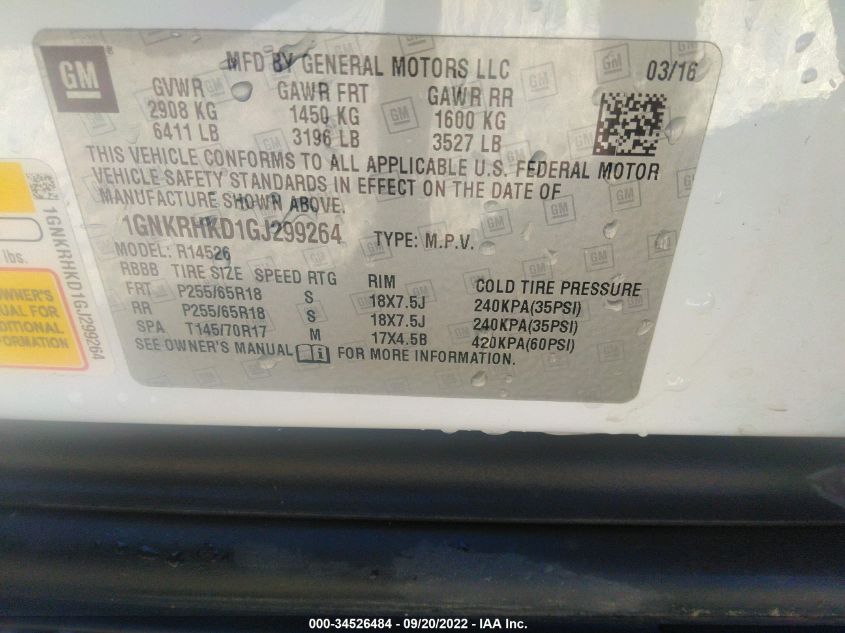 GM
MFD BY GENERAL MOTORS LLC 03/16
GVWR GAWR FRT GAWR RR
2908 KG 1450 KG 1600 KG
6411 LB 3196 LB 3527 LB
THIS VEHICLE CONFORMS TO ALL APPLICABLE U.S. FEDERAL MOTOR
VEHICLE SAFETY STANDARDS IN EFFECT ON THE DATE OF
MANUFACTURE SHOWN ABOVE.
1GNKRHKD1GJ299264 TYPE: M.P.V.
MODEL: R14526
RBBB TIRE SIZE SPEED RTG RIM COLD TIRE PRESSURE
FRT P255/65R18 S 18X7.5J 240KPA(35PSI)
RR P255/65R18 S 18X7.5J 240KPA(35PSI)
SPA T145/70R17 M 17X4.5B 420KPA(60PSI)
SEE OWNER'S MANUAL i FOR MORE INFORMATION.
1GNKRHKD1GJ299264
lbs.
OWNER'S
FOR
000-34526484 - 09/20/2022 - IAA Inc.